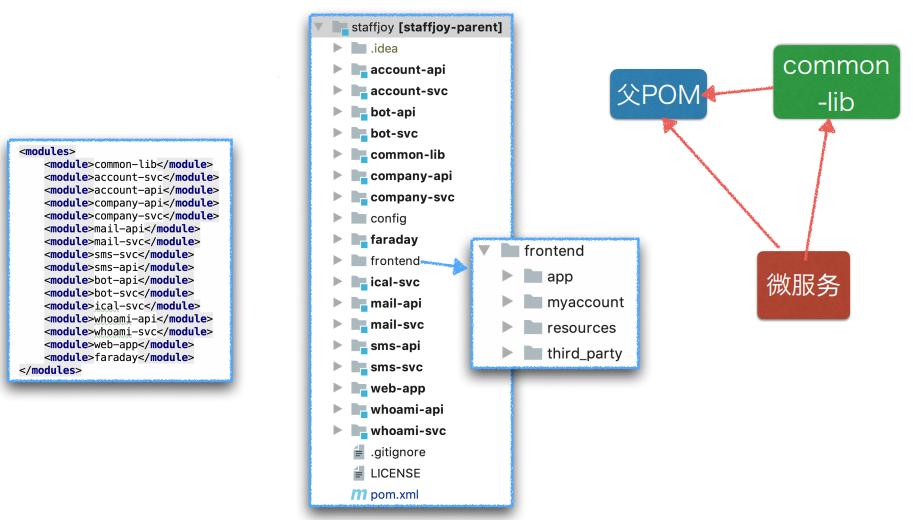 <modules>
<module>common-lib</module>
<module>account-svc</module>
<module>account-api</module>
<module>company-api</module>
<module>company-svc</module>
<module>mail-api</module>
<module>mail-svc</module>
<module>sms-svc</module>
<module>sms-api</module>
<module>bot-api</module>
<module>bot-svc</module>
<module>ical-svc</module>
<module>whoami-api</module>
<module>whoami-svc</module>
<module>web-app</module>
<module>faraday</module>
</modules>
staffjoy [staffjoy-parent]
.idea
account-api
account-svc
bot-api
bot-svc
common-lib
company-api
company-svc
config
faraday
frontend
ical-svc
mail-api
mail-svc
sms-api
sms-svc
web-app
whoami-api
whoami-svc
.gitignore
LICENSE
m pom.xml
frontend
app
myaccount
resources
third_party
父POM
common
-lib
微服务